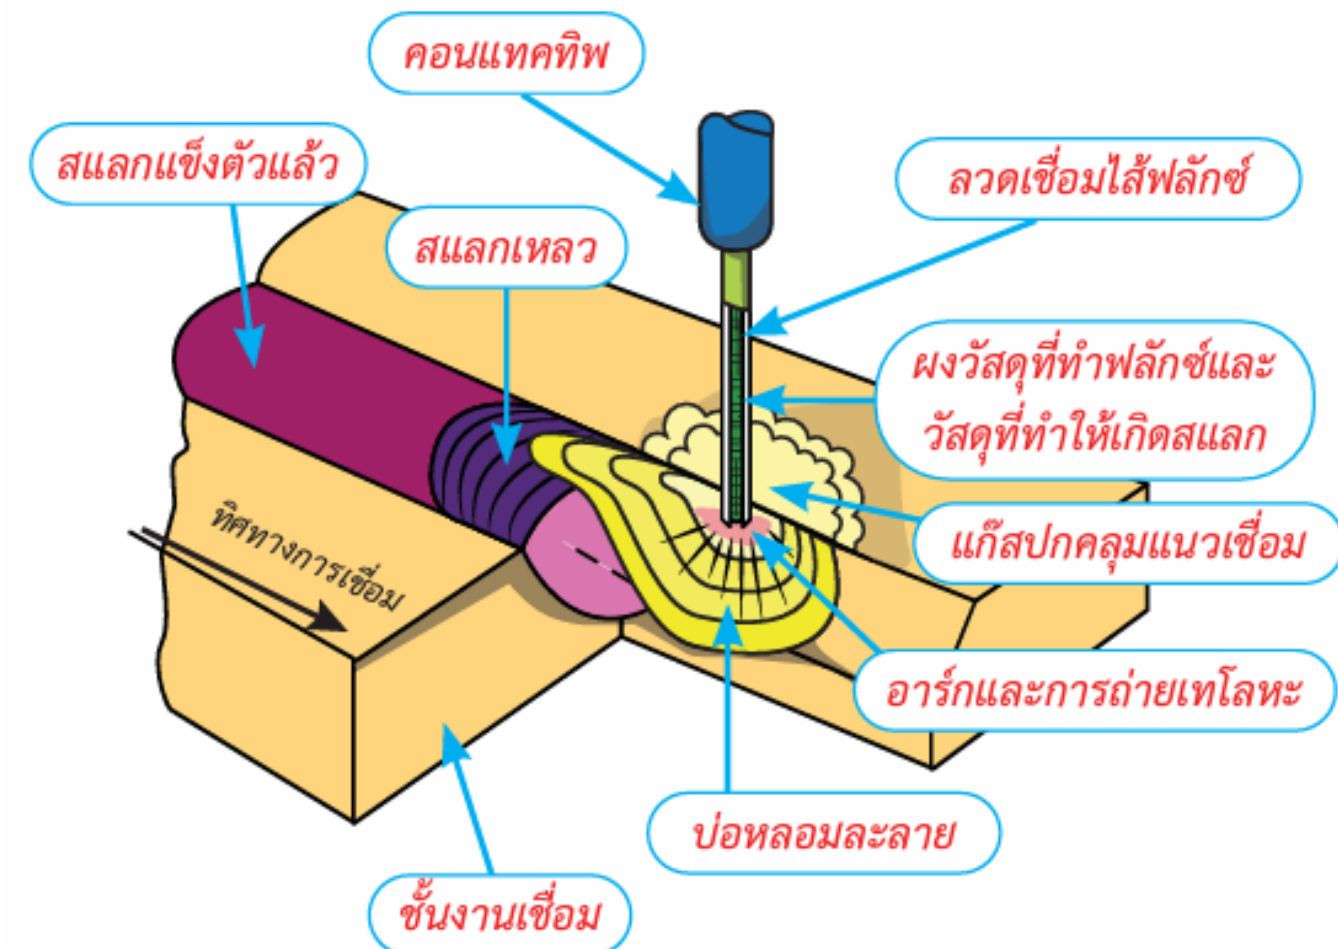 คอนแทคทิพ
สแลกแข็งตัวแล้ว
ลวดเชื่อมไส้ฟลักซ์
สแลกเหลว
ผงวัสดุที่ทำฟลักซ์และ
วัสดุที่ทำให้เกิดสแลก
ทิศทางการเชื่อม
แก๊สปกคลุมแนวเชื่อม
อาร์กและการถ่ายเทโลหะ
บ่อหลอมละลาย
ชั้นงานเชื่อม